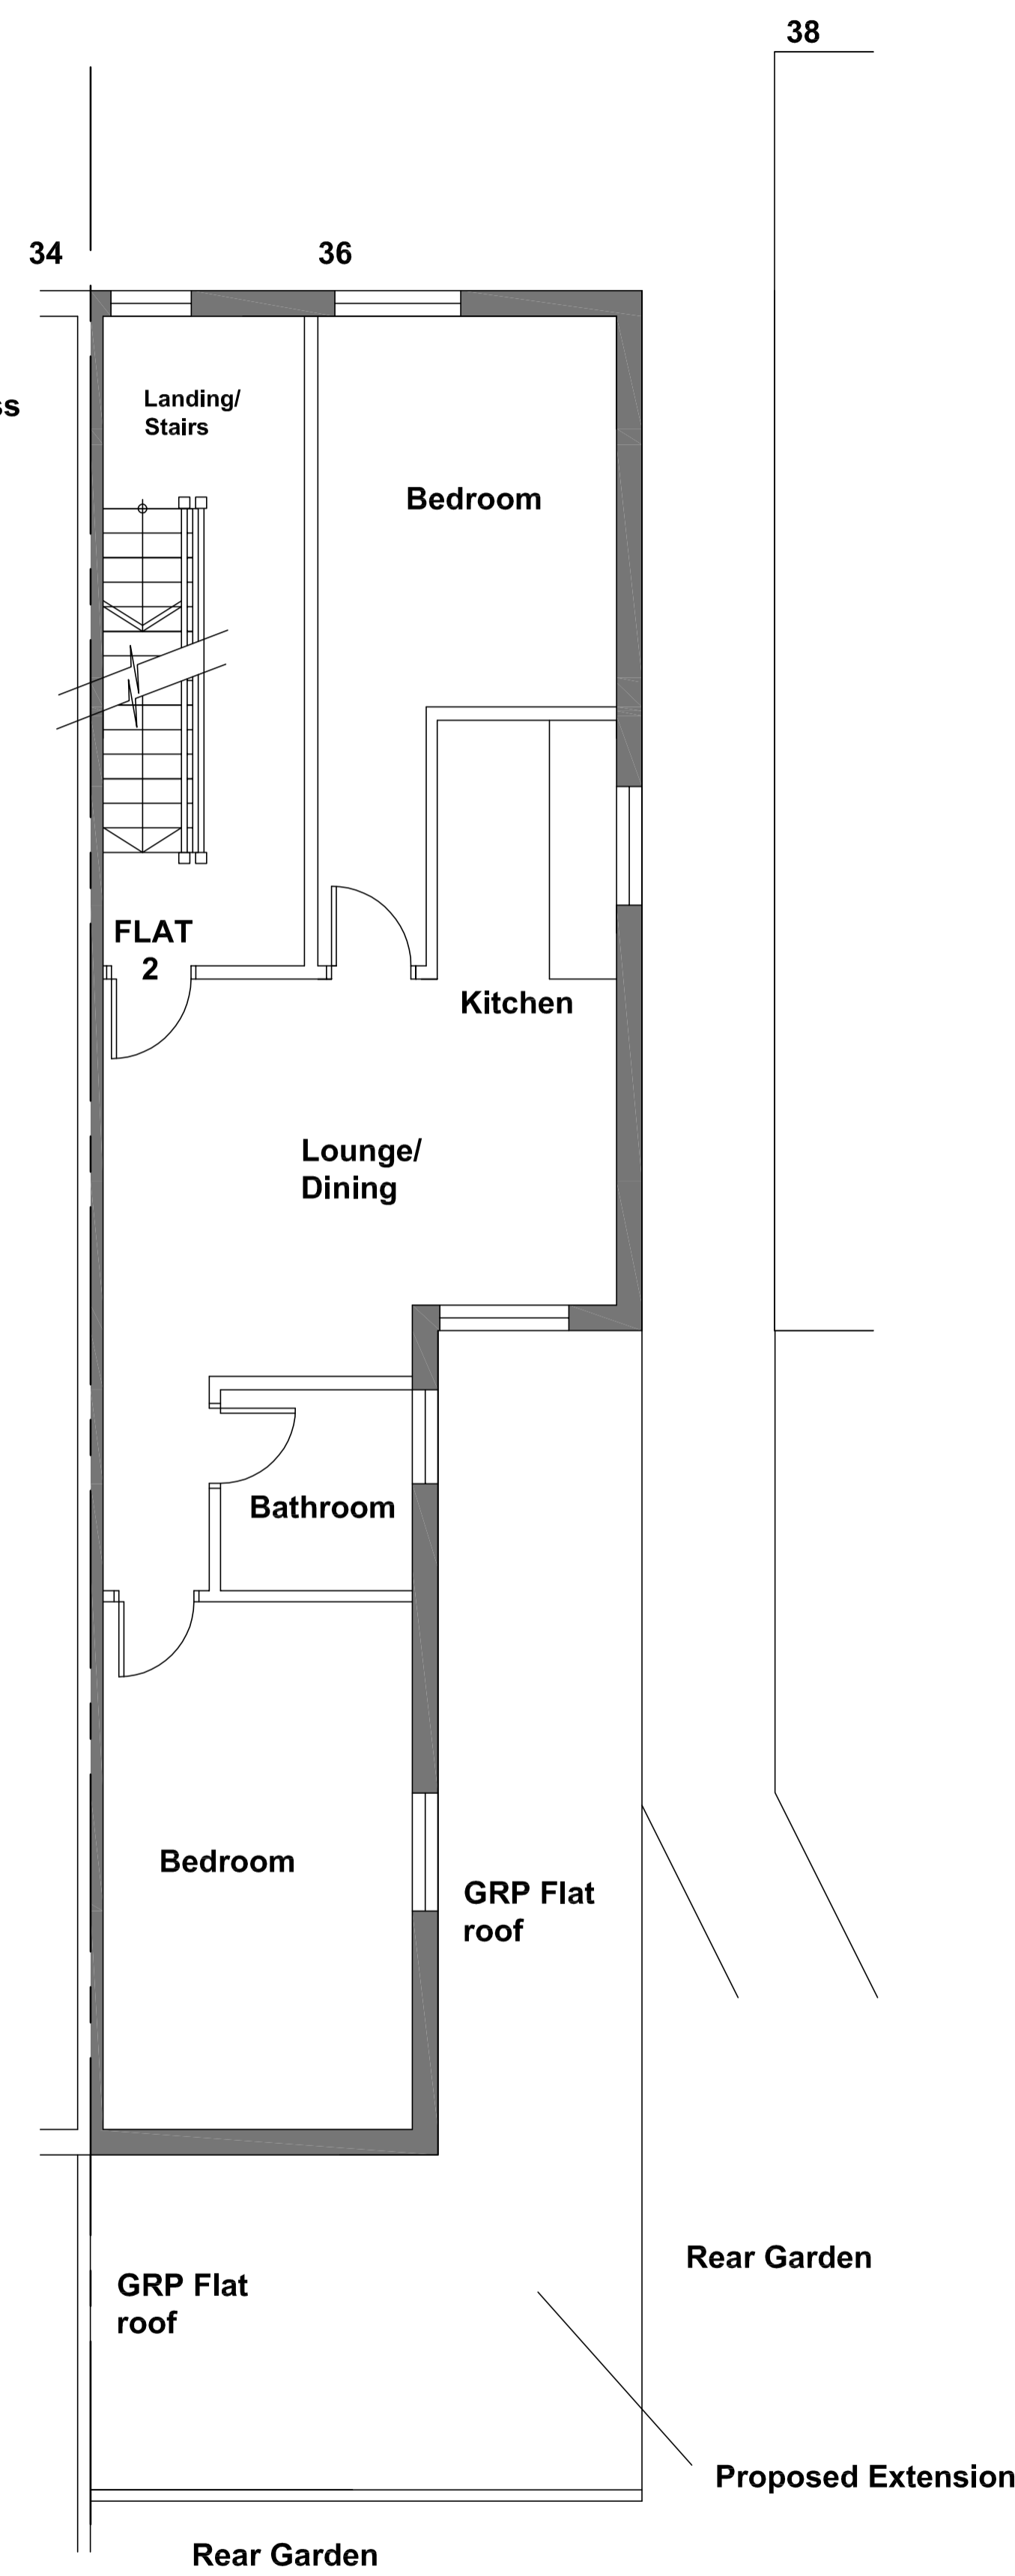 38
34
36
ss
Landing/
Stairs
Bedroom
FLAT
2
Kitchen
Lounge/
Dining
Bathroom
Bedroom
GRP Flat
roof
Rear Garden
GRP Flat
roof
Proposed Extension
Rear Garden